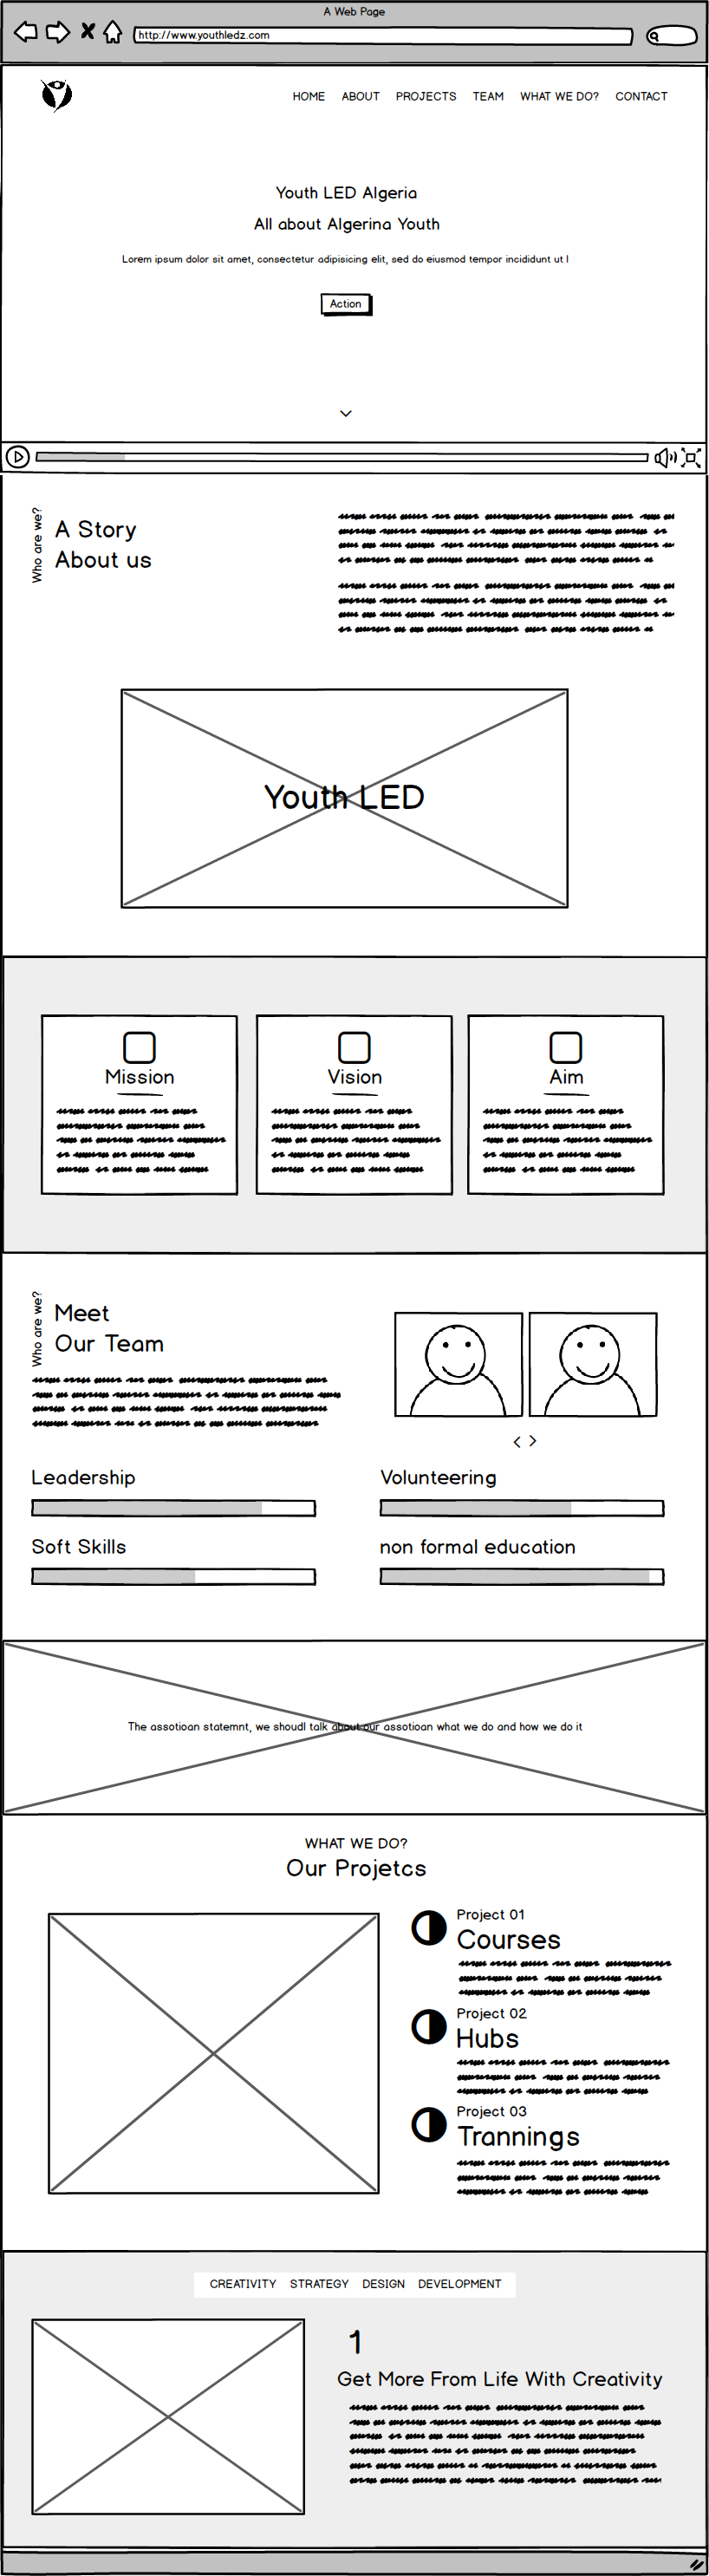 A Web Page
http://www.youthledz.com
HOME ABOUT PROJECTS TEAM WHAT WE DO? CONTACT
Youth LED Algeria
All about Algerina Youth
Lorem ipsum dolor sit amet, consectetur adipisicing elit, sed do eiusmod tempor incididunt ut l
Action
Who are we?
A Story
About us
Youth LED
Mission
Vision
Aim
Who are we?
Meet
Our Team
Leadership
Volunteering
Soft Skills
non formal education
The assotioan statemnt, we shoudl talk about our assotioan what we do and how we do it
WHAT WE DO?
Our Projetcs
Project 01
Courses
Project 02
Hubs
Project 03
Trannings
CREATIVITY STRATEGY DESIGN DEVELOPMENT
1
Get More From Life With Creativity